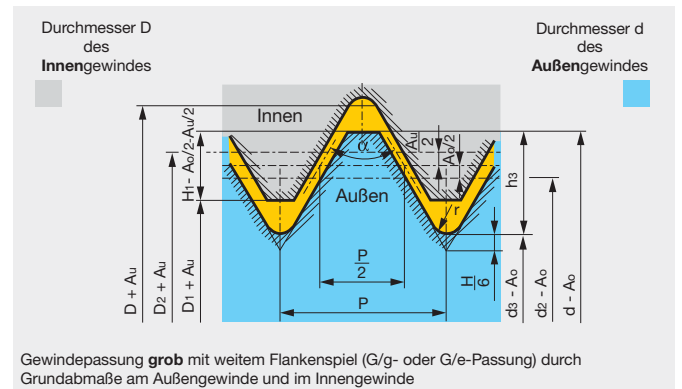 Durchmesser D
des
Innengewindes
Durchmesser d
des
Außengewindes
Innen
Außen
α
Au
2
Ao/2
H1 - Ao/2-Au/2
D + Au
D2 + Au
D1 + Au
P
2
P
r
H
6
h3
d3 - Ao
d2 - Ao
d - Ao
Gewindepassung grob mit weitem Flankenspiel (G/g- oder G/e-Passung) durch
Grundabmaße am Außengewinde und im Innengewinde